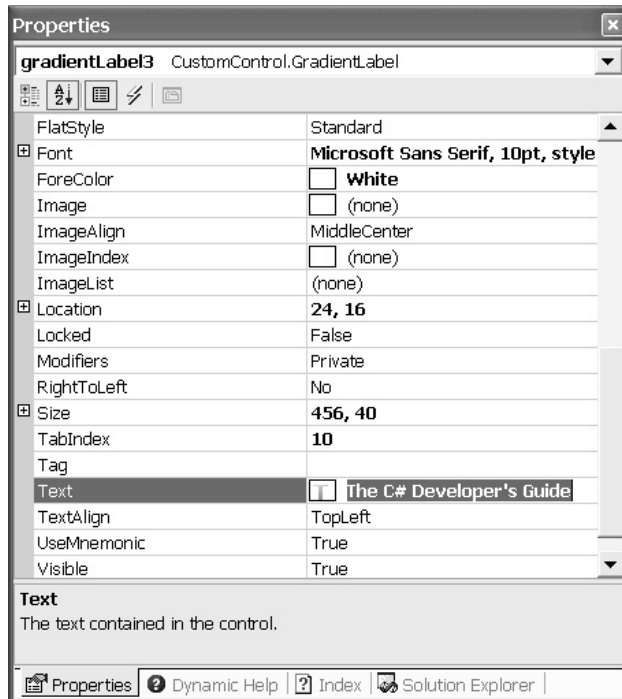 Properties
gradientLabel3 CustomControl.GradientLabel
FlatStyle Standard
Font Microsoft Sans Serif, 10pt, style
ForeColor White
Image (none)
ImageAlign MiddleCenter
ImageIndex (none)
ImageList (none)
Location 24, 16
Locked False
Modifiers Private
RightToLeft No
Size 456, 40
TabIndex 10
Tag
Text T The C# Developer's Guide
TextAlign TopLeft
UseMnemonic True
Visible True
Text
The text contained in the control.
Properties Dynamic Help Index Solution Explorer